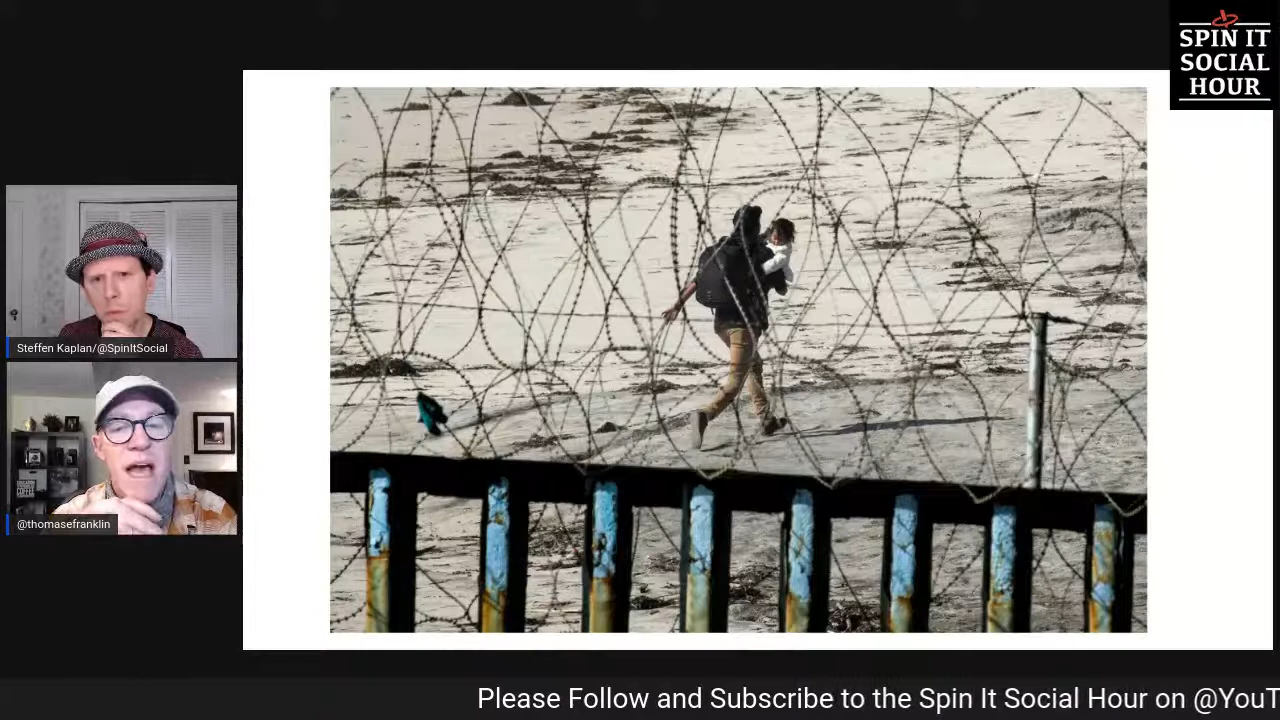 SPIN IT
SOCIAL
HOUR
Steffen Kaplan/@SpinItSocial
@thomasefranklin
Please Follow and Subscribe to the Spin It Social Hour on @YouT